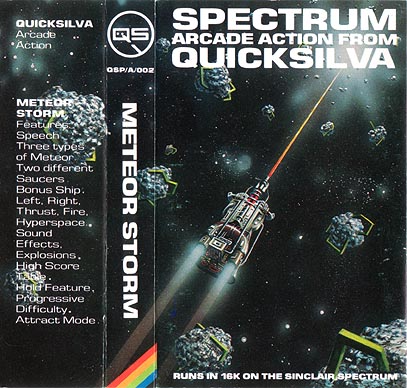 QUICKSILVA
Arcade
Action
METEOR
STORM
Features
Speech
Three types
of Meteor
Two different
Saucers
Bonus Ship.
Left, Right,
Thrust, Fire,
Hyperspace.
Sound
Effects,
Explosions,
High Score
Table
Hold Feature,
Progressive
Difficulty.
Attract Mode.
QS
QSP/A/002
METEOR STORM
SPECTRUM
ARCADE ACTION FROM
QUICKSILVA
RUNS IN 16K ON THE SINCLAIR SPECTRUM